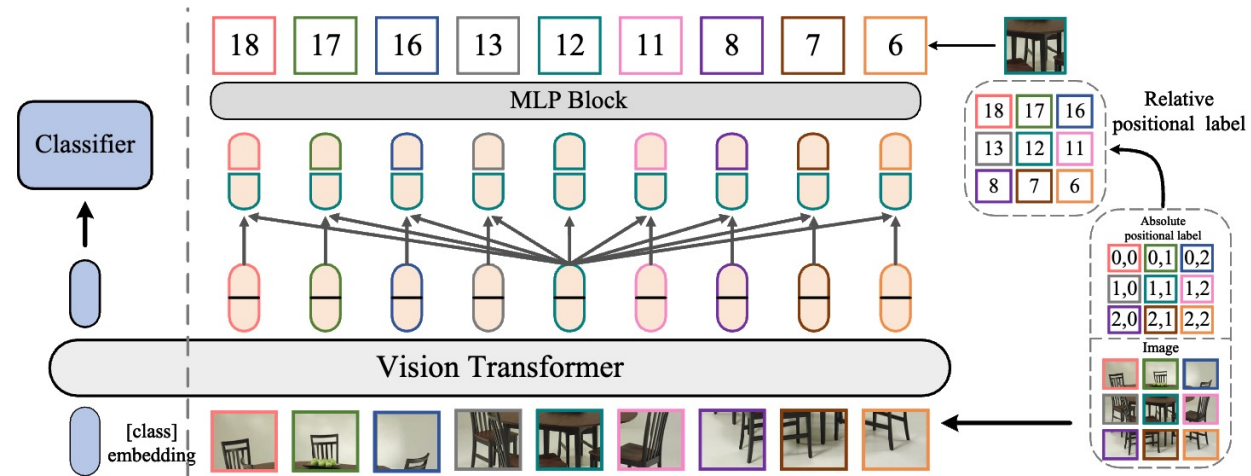 18 17 16 13 12 11 8 7 6
MLP Block
Classifier
18 17 16
13 12 11
8 7 6
Relative
positional label
Absolute
positional label
0,0 0,1 0,2
1,0 1,1 1,2
2,0 2,1 2,2
Image
Vision Transformer
[class]
embedding